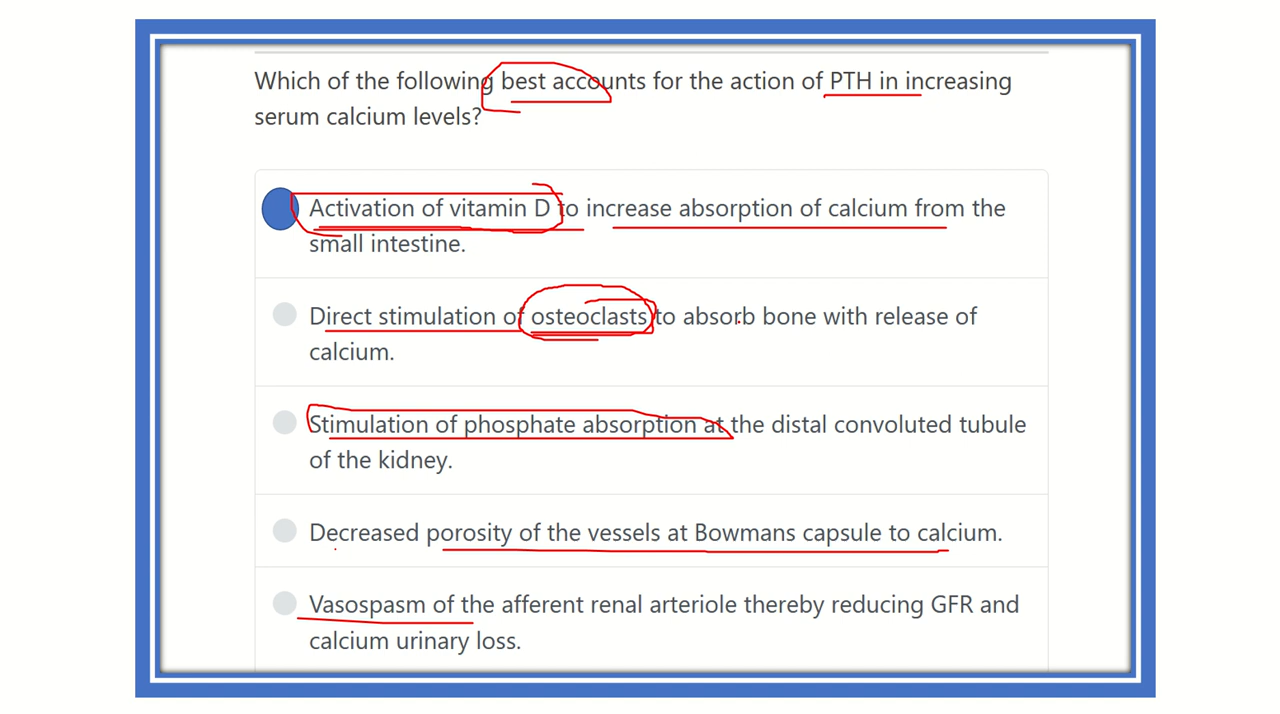 Which of the following best accounts for the action of PTH in increasing
serum calcium levels?
Activation of vitamin D to increase absorption of calcium from the
small intestine.
Direct stimulation of osteoclasts to absorb bone with release of
calcium.
Stimulation of phosphate absorption at the distal convoluted tubule
of the kidney.
Decreased porosity of the vessels at Bowmans capsule to calcium.
Vasospasm of the afferent renal arteriole thereby reducing GFR and
calcium urinary loss.